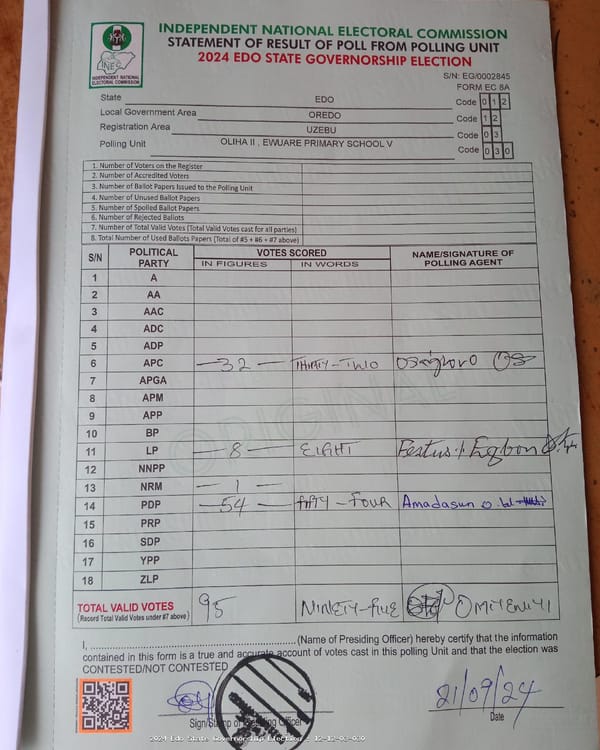 INDEPENDENT NATIONAL ELECTORAL COMMISSION
STATEMENT OF RESULT OF POLL FROM POLLING UNIT
2024 EDO STATE GOVERNORSHIP ELECTION
INEC
INDEPENDENT NATIONAL ELECTORAL COMMISSION
S/N: EG/0002845
FORM EC 8A
State EDO Code 0 1 2
Local Government Area OREDO Code 1 2
Registration Area UZEBU Code 0 3
Polling Unit OLIHA II , EWUARE PRIMARY SCHOOL V Code 0 3 0
1. Number of Voters on the Register
2. Number of Accredited Voters
3. Number of Ballot Papers Issued to the Polling Unit
4. Number of Unused Ballot Papers
5. Number of Spoiled Ballot Papers
6. Number of Rejected Ballots
7. Number of Total Valid Votes (Total Valid Votes cast for all parties)
8. Total Number of Used Ballots Papers (Total of #5 + #6 + #7 above)
S/N POLITICAL PARTY VOTES SCORED NAME/SIGNATURE OF POLLING AGENT
IN FIGURES IN WORDS
1 A
2 AA
3 AAC
4 ADC
5 ADP
6 APC —32— THIRTY-TWO
7 APGA
8 APM
9 APP
10 BP
11 LP —8— EIGHT Festus
12 NNPP
13 NRM —1—
14 PDP —54— FIFTY-FOUR Amadasun O.
15 PRP
16 SDP
17 YPP
18 ZLP
ORIGINAL
TOTAL VALID VOTES 95 NINETY-FIVE
(Record Total Valid Votes under #7 above)
I, ..........(Name of Presiding Officer) hereby certify that the information
contained in this form is a true and accurate account of votes cast in this polling Unit and that the election was
CONTESTED/NOT CONTESTED
21/09/24
Sign/Stamp of Presiding Officer
Date
2024 Edo State Governorship Election - 12-12-03-030